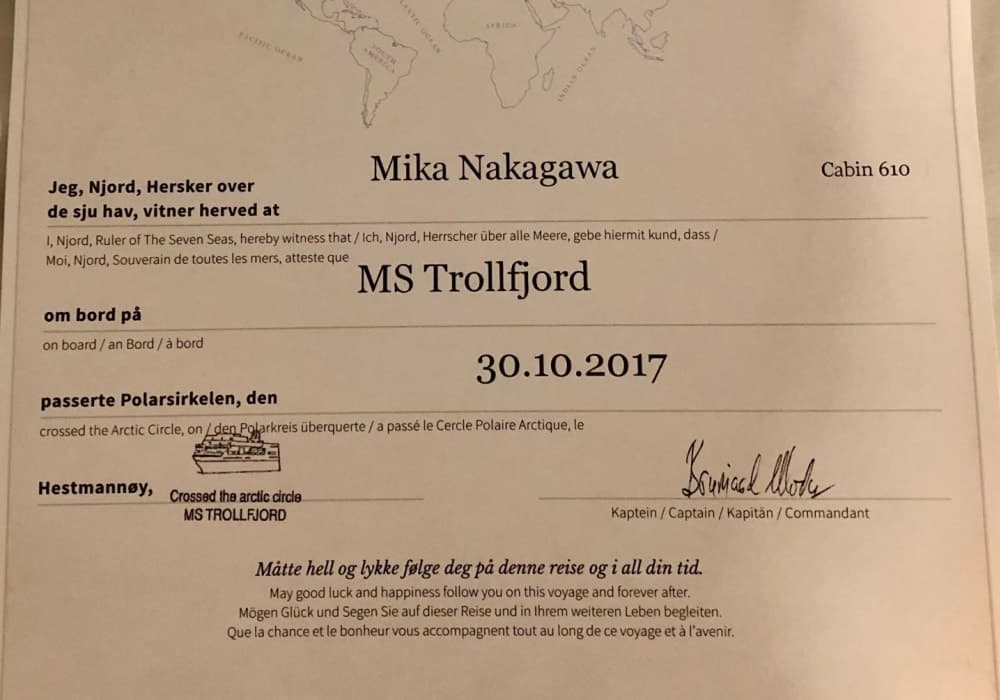 PACIFIC OCEAN
ATLANTIC OCEAN
SOUTH
AMERICA
AFRICA
INDIAN OCEAN
Mika Nakagawa
Cabin 610
Jeg, Njord, Hersker over
de sju hav, vitner herved at
I, Njord, Ruler of The Seven Seas, hereby witness that / Ich, Njord, Herrscher über alle Meere, gebe hiermit kund, dass /
Moi, Njord, Souverain de toutes les mers, atteste que
MS Trollfjord
om bord på
on board / an Bord / à bord
30.10.2017
passerte Polarsirkelen, den
crossed the Arctic Circle, on / den Polarkreis überquerte / a passé le Cercle Polaire Arctique, le
Hestmannøy,
Crossed the arctic circle
MS TROLLFJORD
Kaptein / Captain / Kapitän / Commandant
Måtte hell og lykke følge deg på denne reise og i all din tid.
May good luck and happiness follow you on this voyage and forever after.
Mögen Glück und Segen Sie auf dieser Reise und in Ihrem weiteren Leben begleiten.
Que la chance et le bonheur vous accompagnent tout au long de ce voyage et à l'avenir.